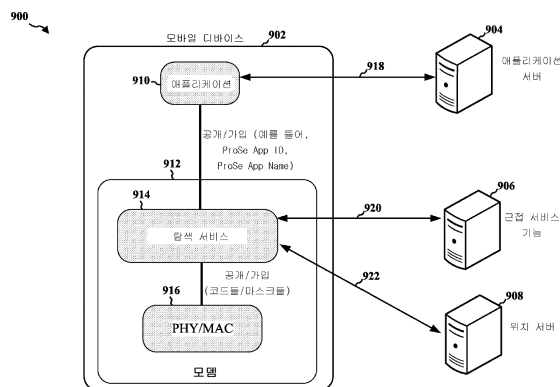 900
모바일 디바이스
902
904
910
애플리케이션
918
애플리케이션
서버
공개/가입 (예를 들어,
ProSe App ID,
ProSe App Name)
912
914
906
탐색 서비스
920
근접 서비스
기능
공개/가입
(코드들/마스크들)
922
916
908
PHY/MAC
위치 서버
모뎀